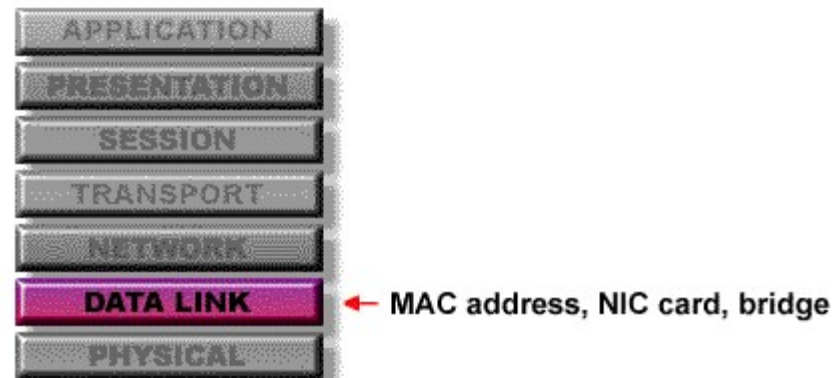 APPLICATION
PRESENTATION
SESSION
TRANSPORT
NETWORK
DATA LINK MAC address, NIC card, bridge
PHYSICAL